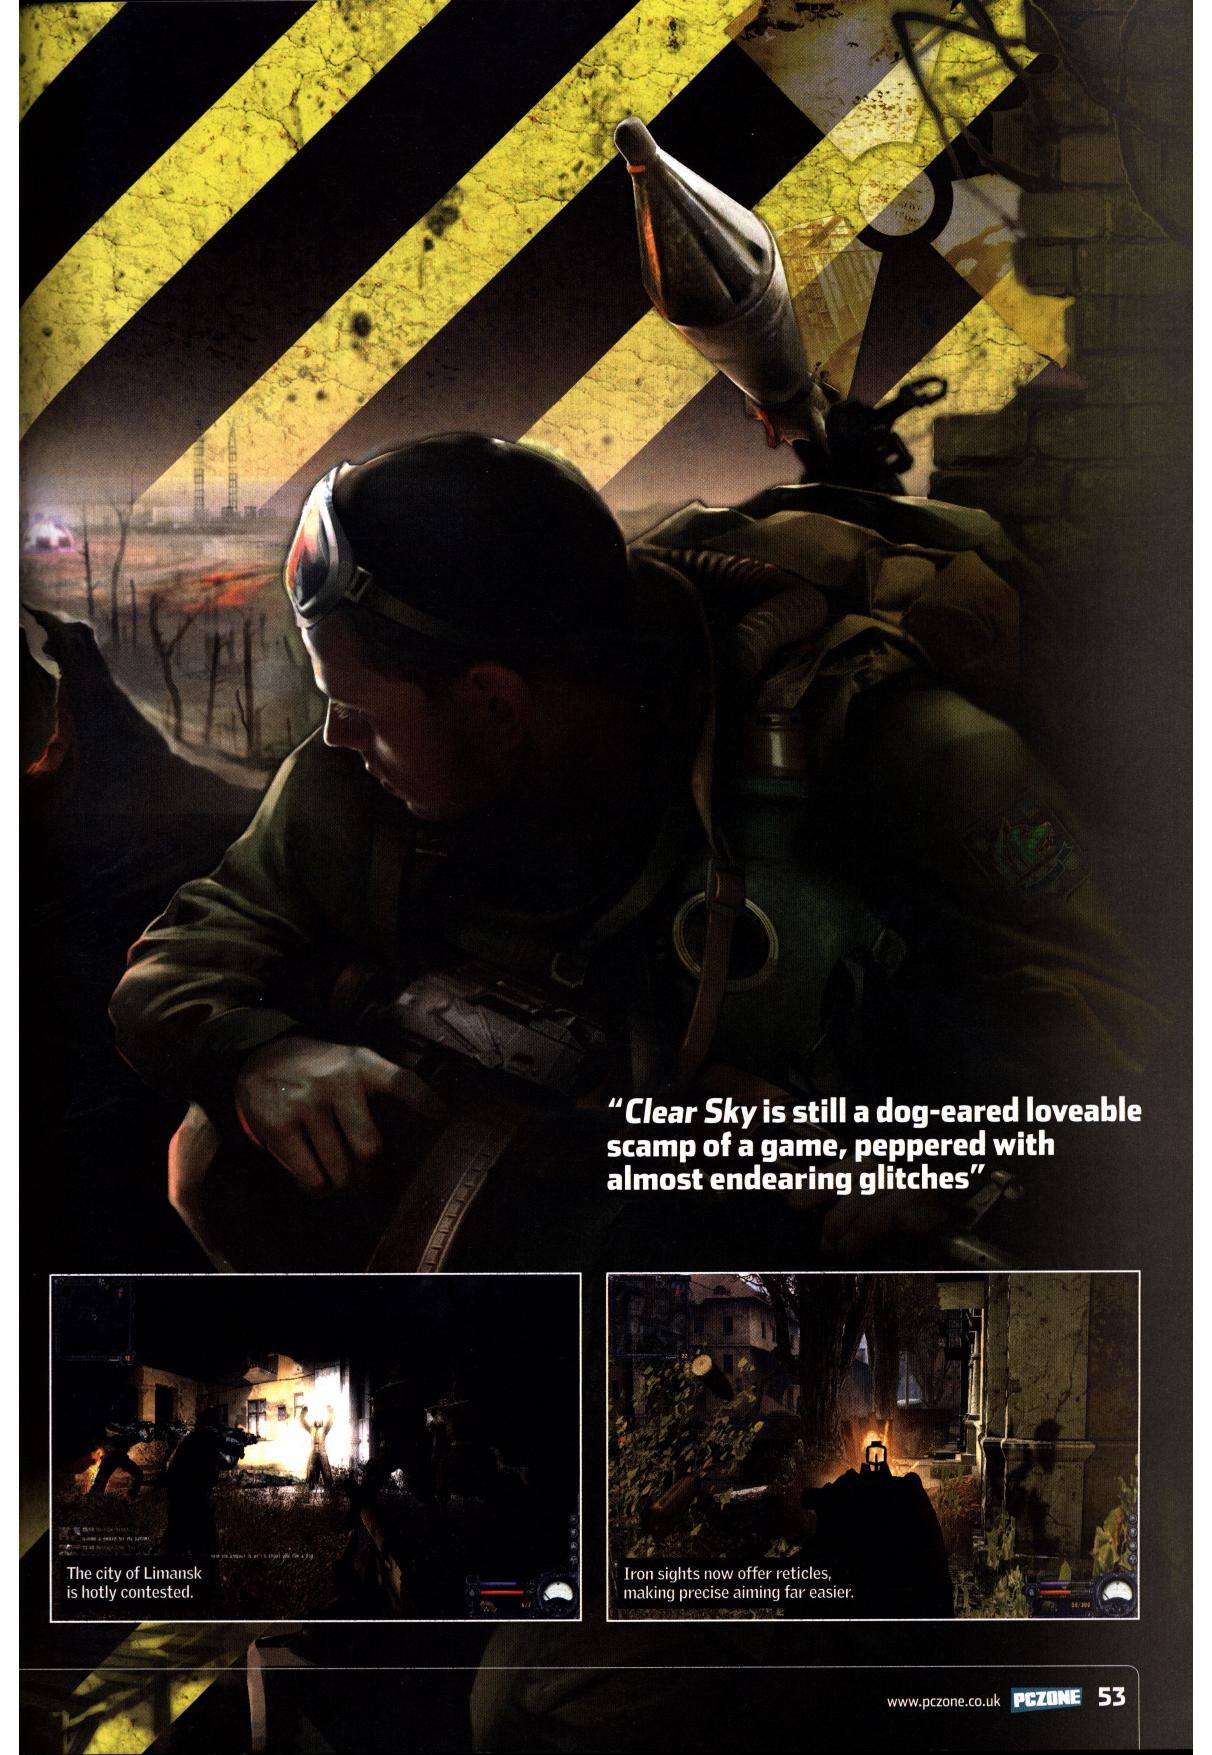 “Clear Sky is still a dog-eared loveable
scamp of a game, peppered with
almost endearing glitches”
The city of Limansk
is hotly contested.
Iron sights now offer reticles,
making precise aiming far easier.
www.pczone.co.uk PCZONE 53